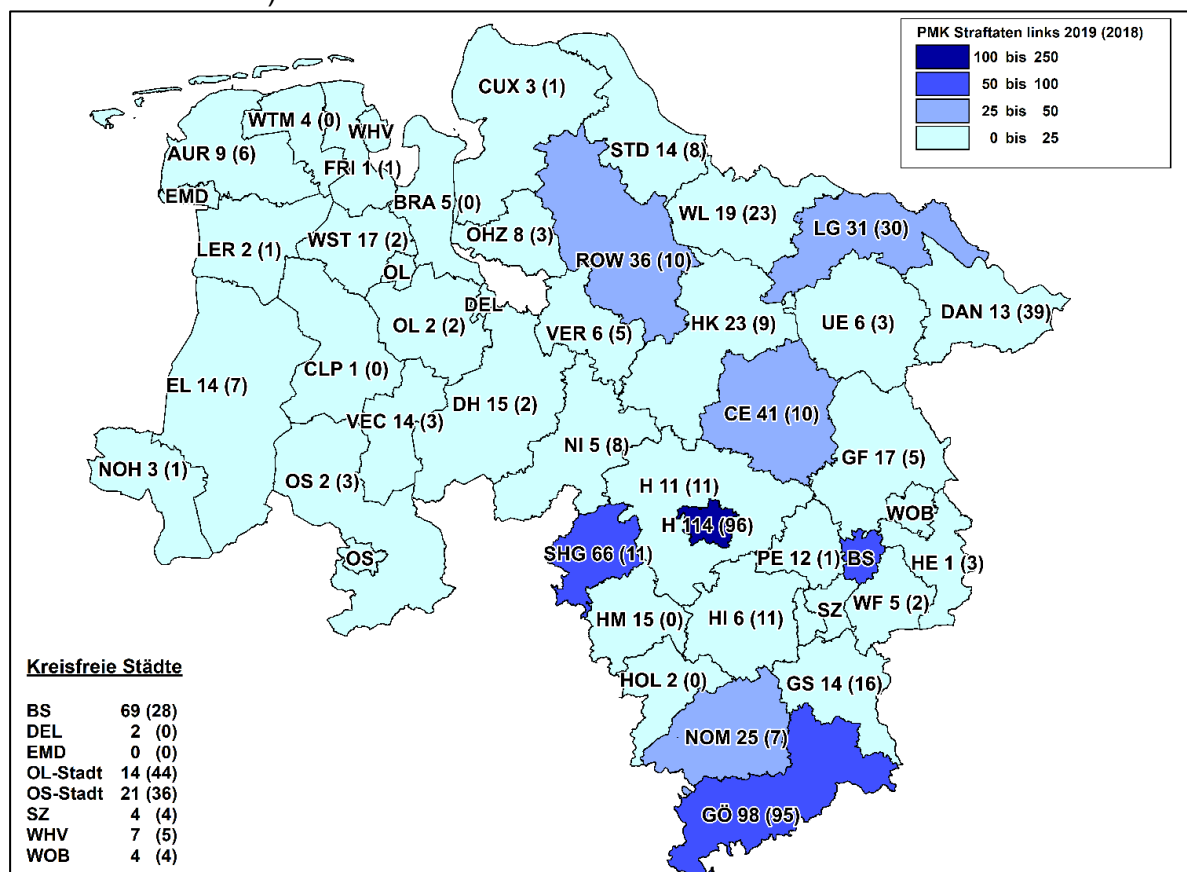 )
PMK Straftaten links 2019 (2018)
100 bis 250
50 bis 100
25 bis 50
0 bis 25
CUX 3 (1)
WTM 4 (0)
WHV
AUR 9 (6)
STD 14 (8)
FRI 1 (1)
EMD
BRA 5 (0)
WL 19 (23)
LG 31 (30)
LER 2 (1)
WST 17 (2)
OHZ 8 (3)
ROW 36 (10)
OL
DEL
DAN 13 (39)
OL 2 (2)
VER 6 (5)
HK 23 (9)
UE 6 (3)
EL 14 (7)
CLP 1 (0)
DH 15 (2)
CE 41 (10)
VEC 14 (3)
NI 5 (8)
GF 17 (5)
NOH 3 (1)
OS 2 (3)
H 11 (11)
WOB
H 114 (96)
SHG 66 (11)
PE 12 (1)
BS
HE 1 (3)
OS
HM 15 (0)
HI 6 (11)
SZ
WF 5 (2)
HOL 2 (0)
GS 14 (16)
NOM 25 (7)
GÖ 98 (95)
Kreisfreie Städte
BS 69 (28)
DEL 2 (0)
EMD 0 (0)
OL-Stadt 14 (44)
OS-Stadt 21 (36)
SZ 4 (4)
WHV 7 (5)
WOB 4 (4)